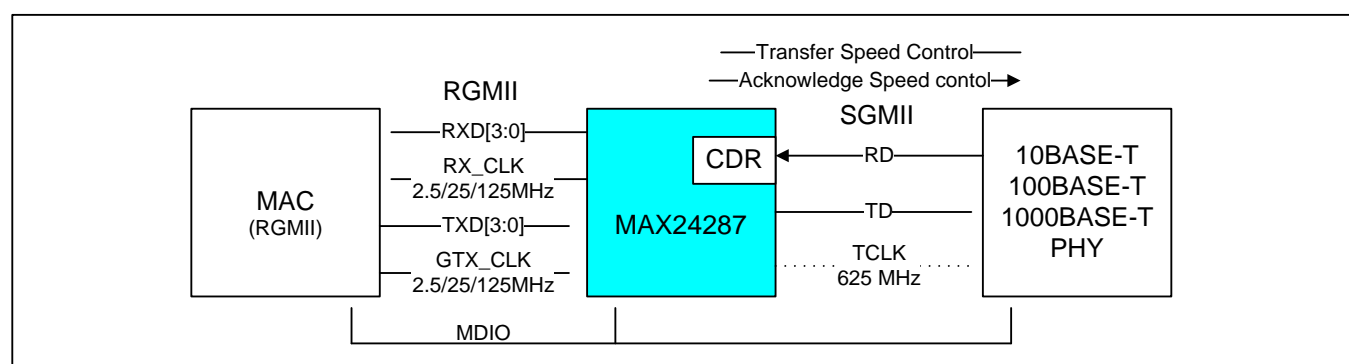 Transfer Speed Control
Acknowledge Speed contol
RGMII
SGMII
RXD[3:0]
RX_CLK
2.5/25/125MHz
TXD[3:0]
GTX_CLK
2.5/25/125MHz
MAC
(RGMII)
CDR
MAX24287
RD
TD
TCLK
625 MHz
10BASE-T
100BASE-T
1000BASE-T
PHY
MDIO